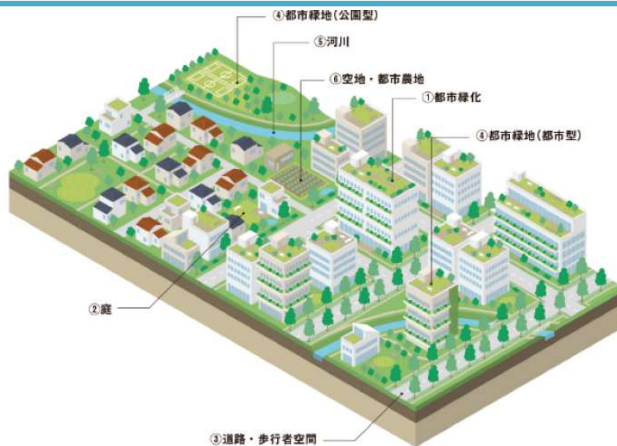 ④都市緑地(公園型)
⑤河川
⑥空地・都市農地
①都市緑化
④都市緑地(都市型)
②庭
③道路・歩行者空間